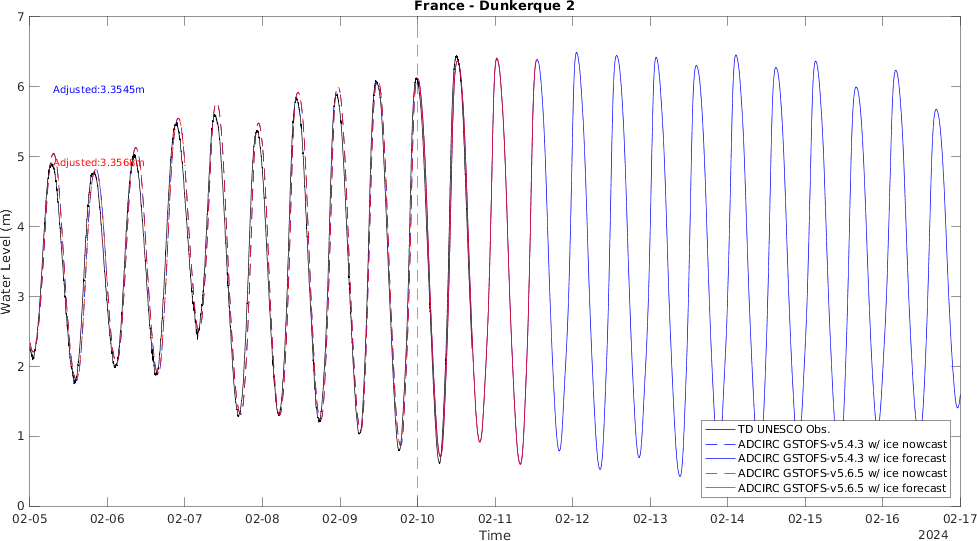 France - Dunkerque 2
7
6
5
4
3
2
1
0
Water Level (m)
Adjusted:3.3545m
Adjusted:3.3568m
TD UNESCO Obs.
ADCIRC GSTOFS-v5.4.3 w/ ice nowcast
ADCIRC GSTOFS-v5.4.3 w/ ice forecast
ADCIRC GSTOFS-v5.6.5 w/ ice nowcast
ADCIRC GSTOFS-v5.6.5 w/ ice forecast
02-05 02-06 02-07 02-08 02-09 02-10 02-11 02-12 02-13 02-14 02-15 02-16 02-17
Time
2024